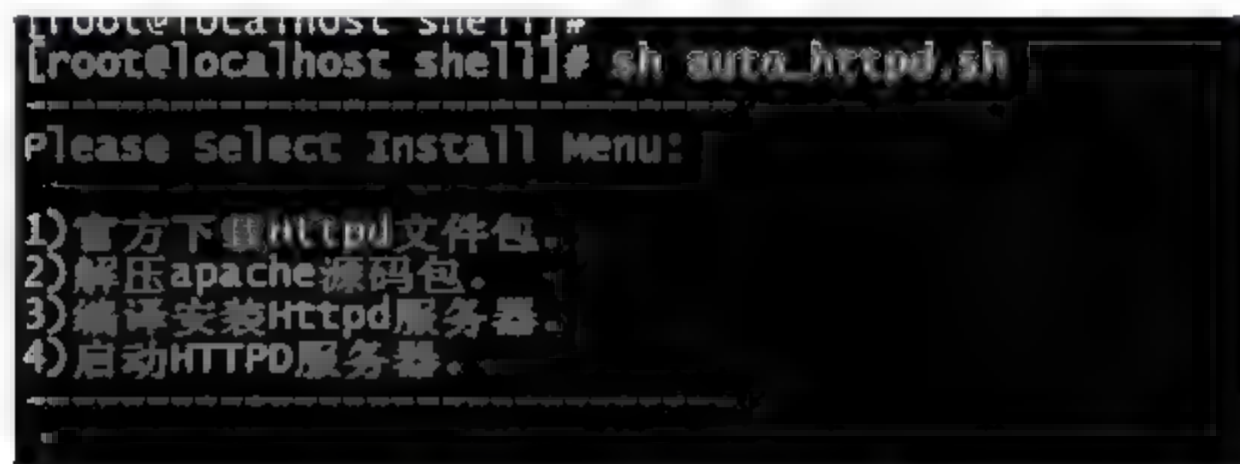 [root@localhost shell]#
[root@localhost shell]# sh auto_httpd.sh
------------------------------------------------
Please Select Install Menu:
1)官方下载Httpd文件包.
2)解压apache源码包.
3)编译安装Httpd服务器.
4)启动HTTPD服务器.
------------------------------------------------